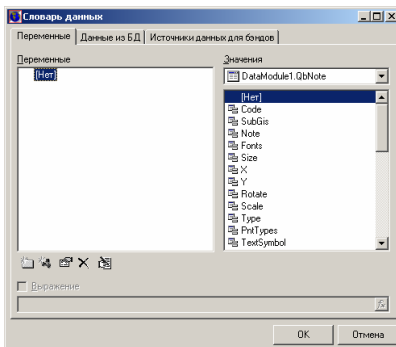 Словарь данных
Переменные Данные из БД Источники данных для бэндов
Переменные
[Нет]
Значения
DataModule1.QbNote
[Нет]
Code
SubGis
Note
Fonts
Size
X
Y
Rotate
Scale
Type
PntTypes
TextSymbol
Выражение
OK Отмена